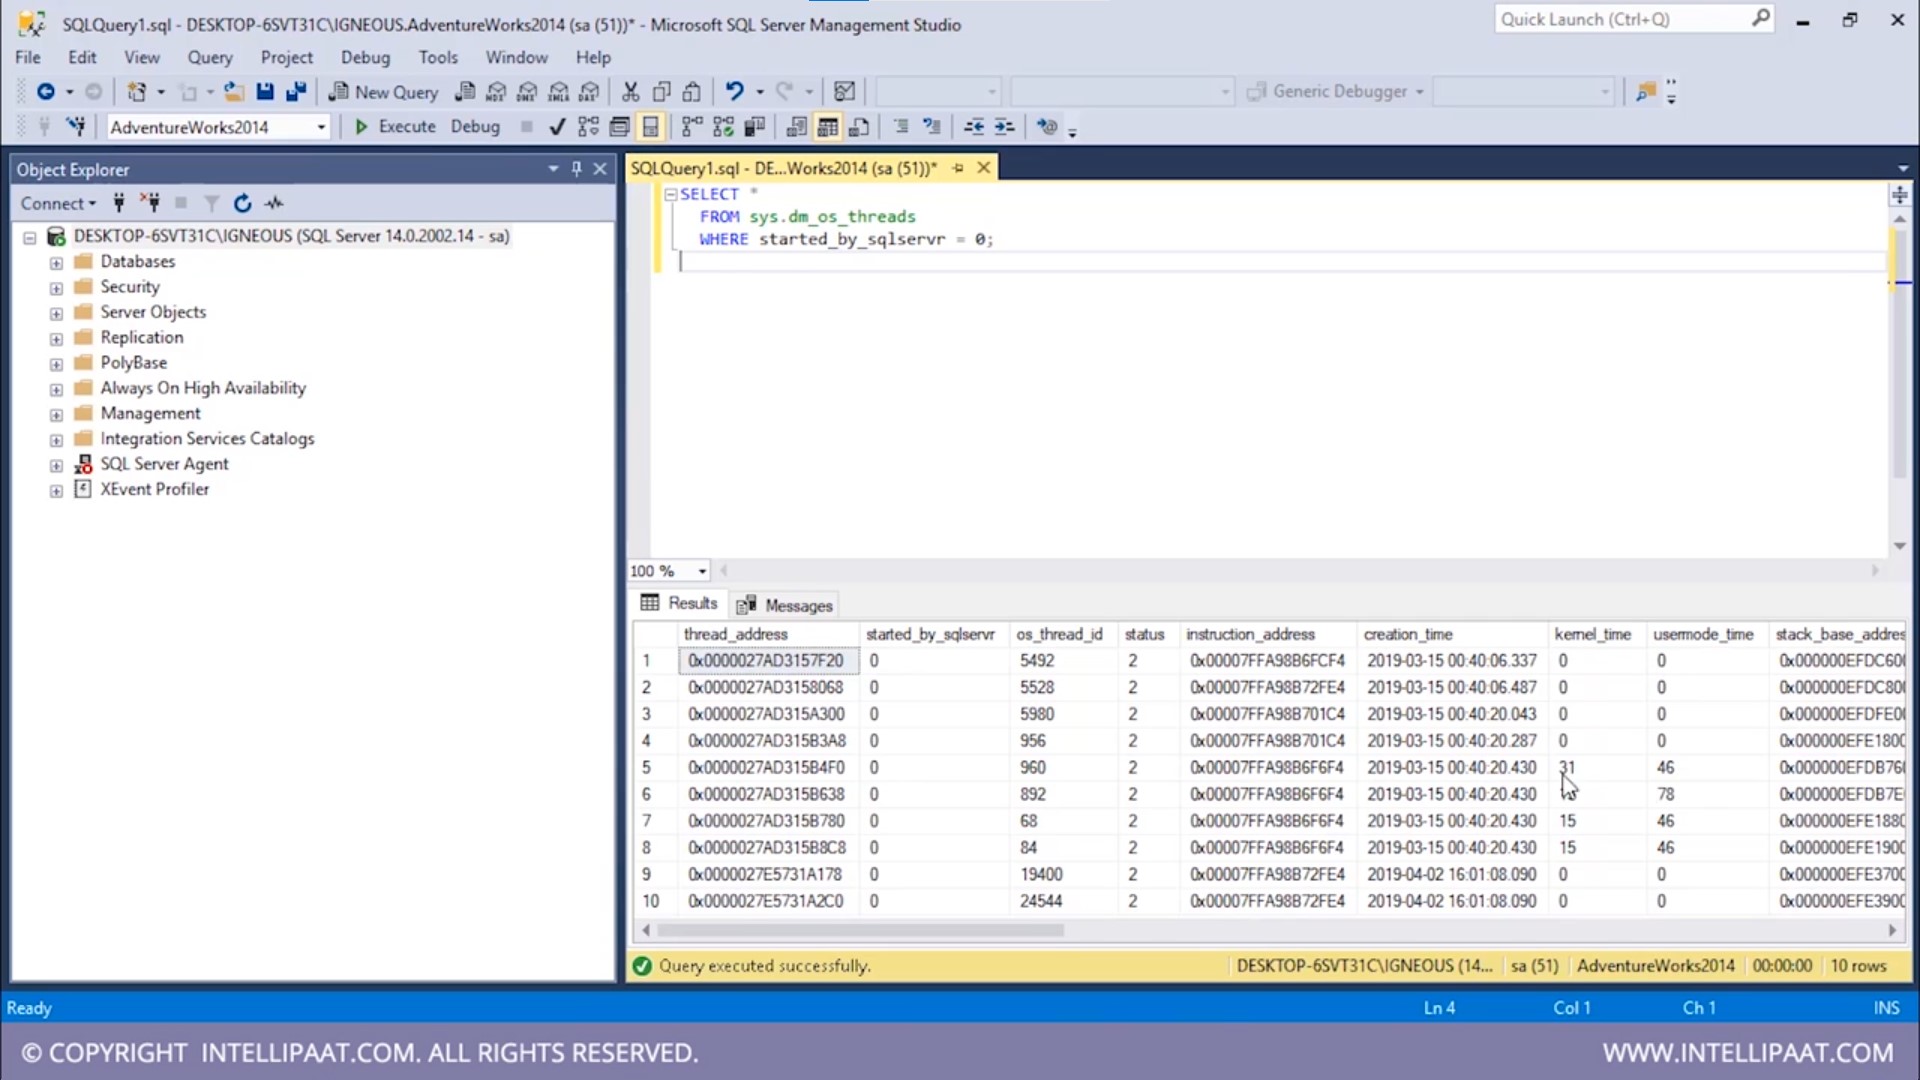 SQLQuery1.sql - DESKTOP-6SVT31C\IGNEOUS.AdventureWorks2014 (sa (51))* - Microsoft SQL Server Management Studio
Quick Launch (Ctrl+Q)
File Edit View Query Project Debug Tools Window Help
New Query
MDX DMX XMLA DAX
Generic Debugger
AdventureWorks2014
Execute
Debug
Object Explorer
Connect
DESKTOP-6SVT31C\IGNEOUS (SQL Server 14.0.2002.14 - sa)
Databases
Security
Server Objects
Replication
PolyBase
Always On High Availability
Management
Integration Services Catalogs
SQL Server Agent
XEvent Profiler
SQLQuery1.sql - DE...Works2014 (sa (51))*
SELECT *
FROM sys.dm_os_threads
WHERE started_by_sqlservr = 0;
100 %
Results Messages
thread_address started_by_sqlservr os_thread_id status instruction_address creation_time kernel_time usermode_time stack_base_addres
1 0x0000027AD3157F20 0 5492 2 0x00007FFA98B6FCF4 2019-03-15 00:40:06.337 0 0 0x000000EFDC60
2 0x0000027AD3158068 0 5528 2 0x00007FFA98B72FE4 2019-03-15 00:40:06.487 0 0 0x000000EFDC80
3 0x0000027AD315A300 0 5980 2 0x00007FFA98B701C4 2019-03-15 00:40:20.043 0 0 0x000000EFDFE0
4 0x0000027AD315B3A8 0 956 2 0x00007FFA98B701C4 2019-03-15 00:40:20.287 0 0 0x000000EFE180
5 0x0000027AD315B4F0 0 960 2 0x00007FFA98B6F6F4 2019-03-15 00:40:20.430 31 46 0x000000EFDB76
6 0x0000027AD315B638 0 892 2 0x00007FFA98B6F6F4 2019-03-15 00:40:20.430 78 0x000000EFDB7E
7 0x0000027AD315B780 0 68 2 0x00007FFA98B6F6F4 2019-03-15 00:40:20.430 15 46 0x000000EFE188
8 0x0000027AD315B8C8 0 84 2 0x00007FFA98B6F6F4 2019-03-15 00:40:20.430 15 46 0x000000EFE190
9 0x0000027E5731A178 0 19400 2 0x00007FFA98B72FE4 2019-04-02 16:01:08.090 0 0 0x000000EFE370
10 0x0000027E5731A2C0 0 24544 2 0x00007FFA98B72FE4 2019-04-02 16:01:08.090 0 0 0x000000EFE390
Query executed successfully. DESKTOP-6SVT31C\IGNEOUS (14... sa (51) AdventureWorks2014 00:00:00 10 rows
Ready Ln 4 Col 1 Ch 1 INS
© COPYRIGHT INTELLIPAAT.COM. ALL RIGHTS RESERVED. WWW.INTELLIPAAT.COM